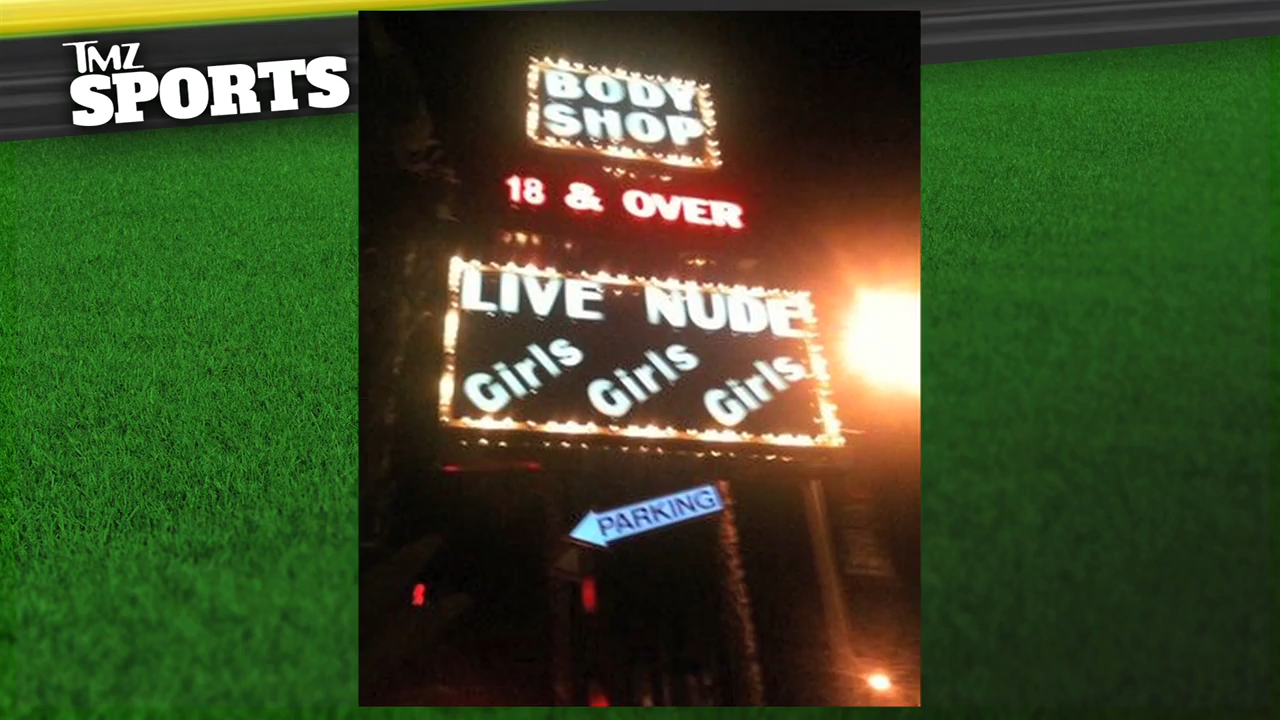 TMZ
SPORTS
BODY
SHOP
18 & OVER
LIVE NUDE
Girls Girls Girls
PARKING